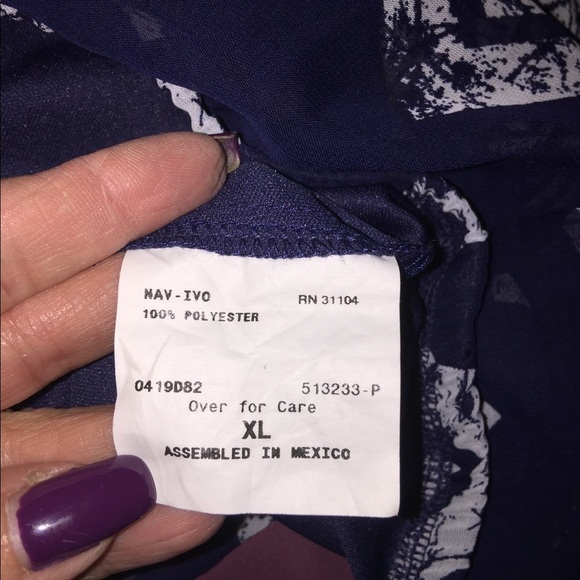 NAV-IVO RN 31104
100% POLYESTER
0419D82 513233-P
Over for Care
XL
ASSEMBLED IN MEXICO